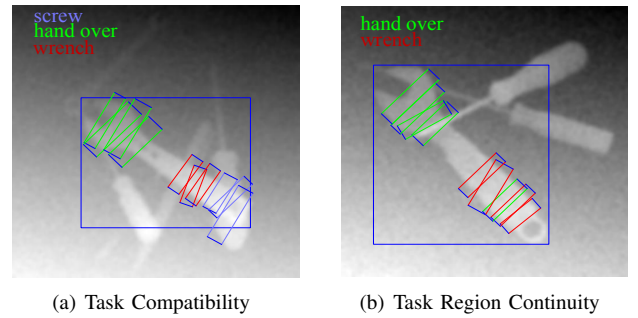 screw
hand over
wrench
hand over
wrench
(a) Task Compatibility
(b) Task Region Continuity